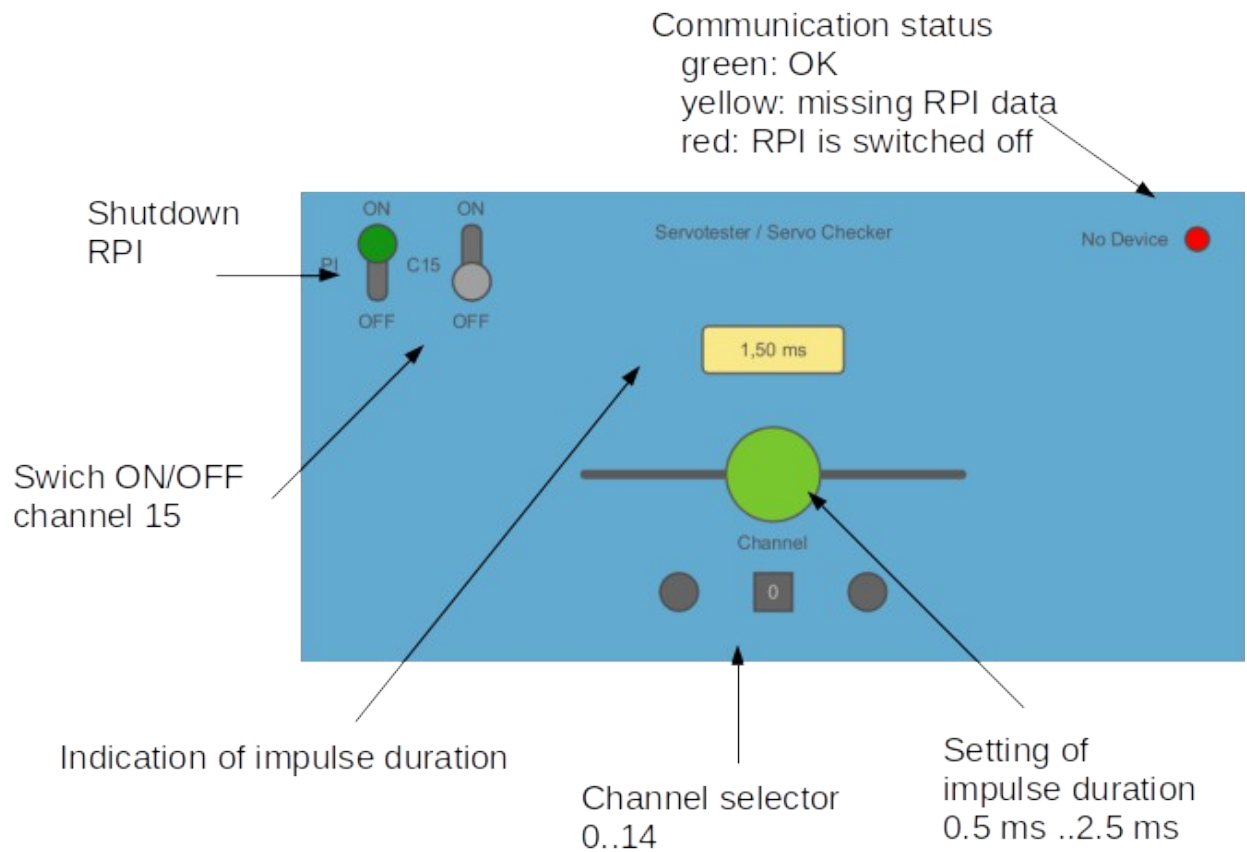 Communication status
green: OK
yellow: missing RPI data
red: RPI is switched off
Shutdown
RPI
ON
ON
Servotester / Servo Checker
No Device
PI
C15
OFF
OFF
1,50 ms
Swich ON/OFF
channel 15
Channel
0
Indication of impulse duration
Channel selector
0..14
Setting of
impulse duration
0.5 ms ..2.5 ms